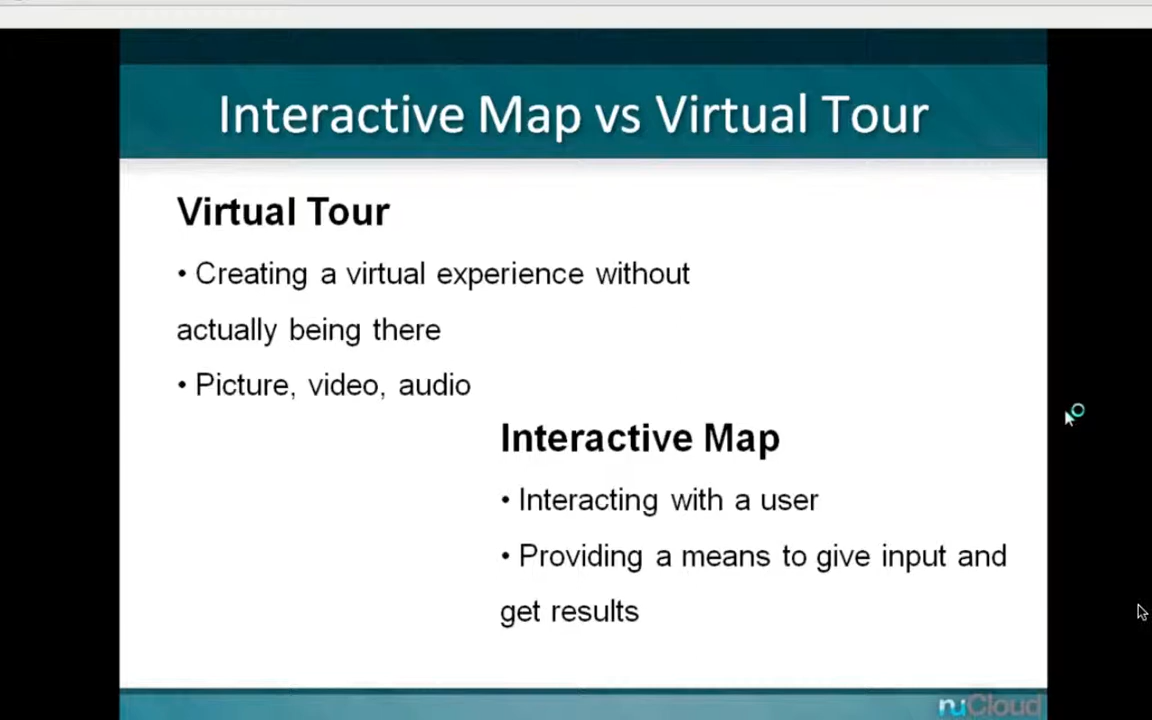 Interactive Map vs Virtual Tour
Virtual Tour
• Creating a virtual experience without
actually being there
• Picture, video, audio
Interactive Map
• Interacting with a user
• Providing a means to give input and
get results
nuCloud